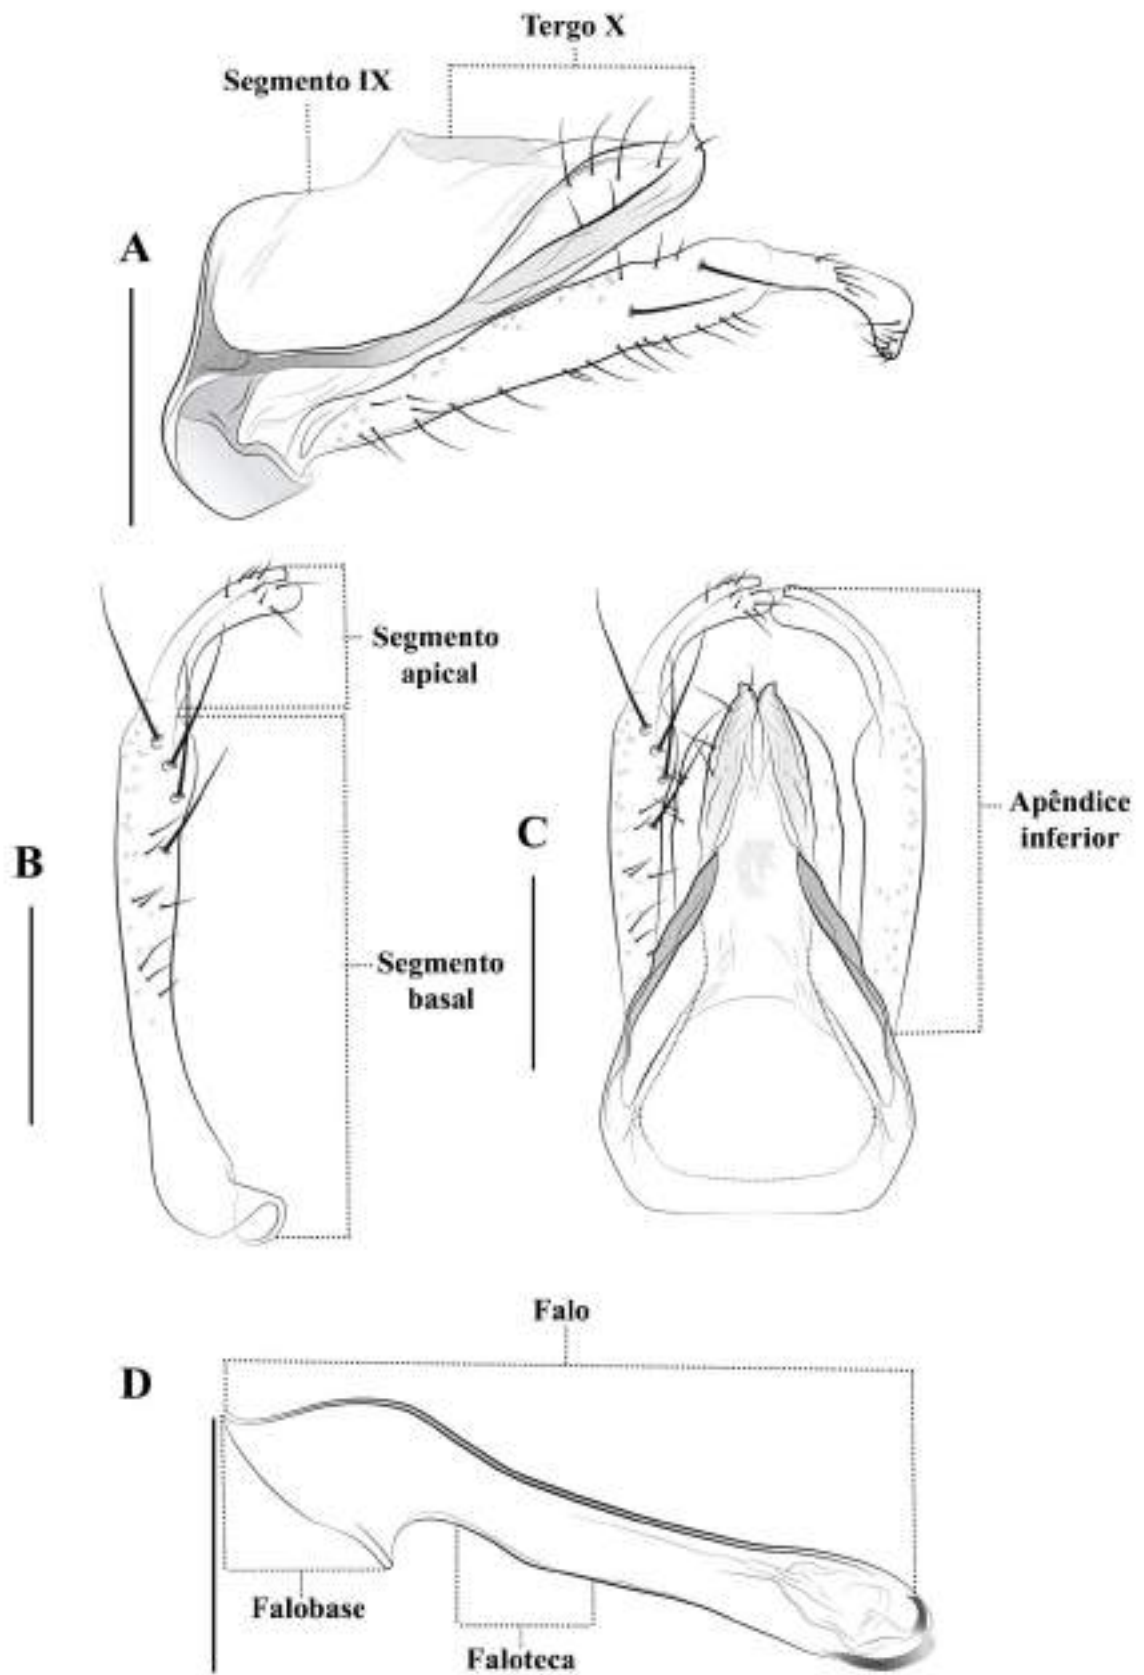 Tergo X
Segmento IX
A
Segmento
apical
B
Segmento
basal
C
Apêndice
inferior
Falo
D
Falobase
Faloteca